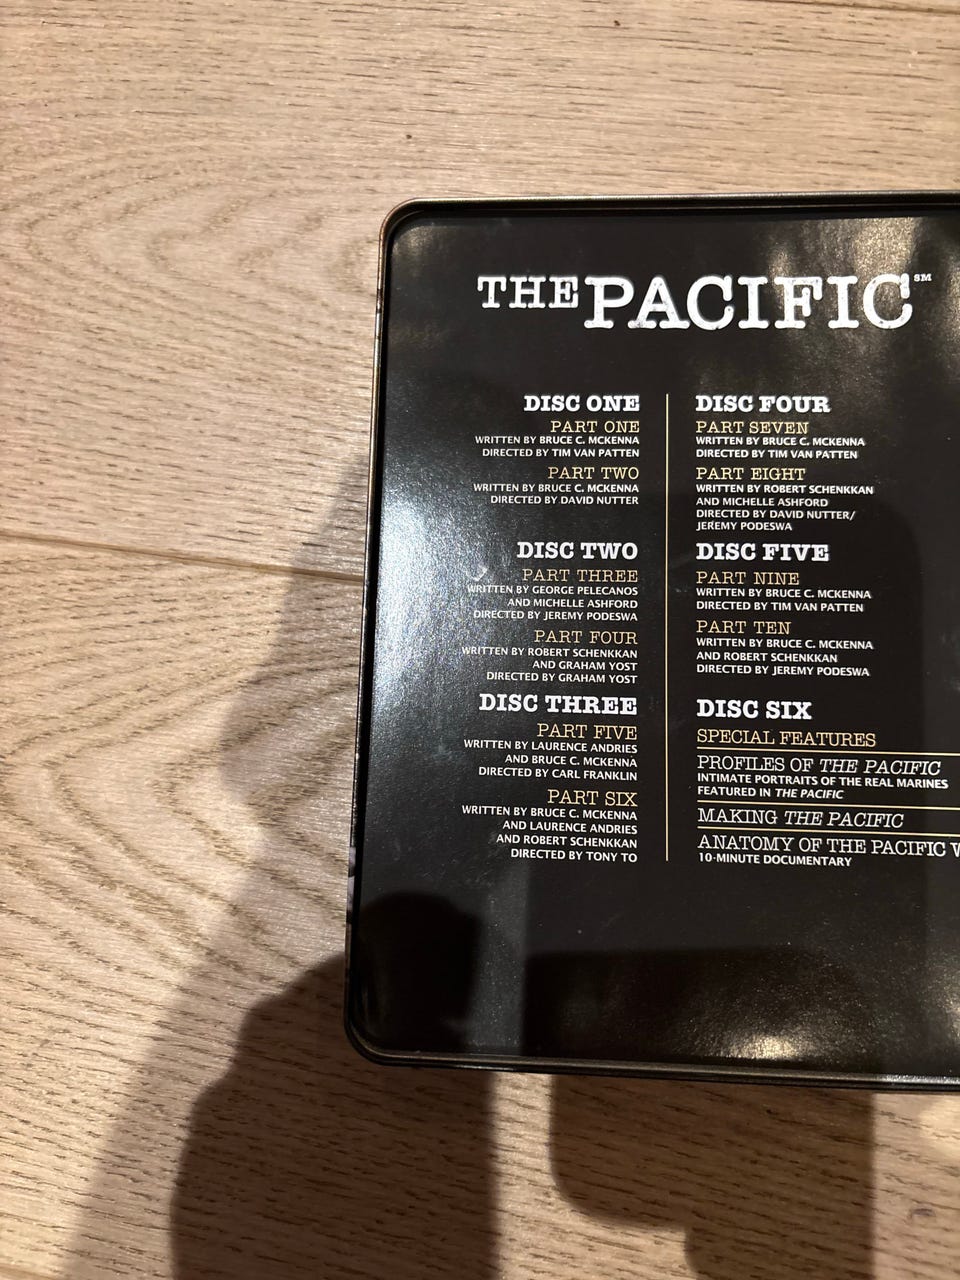 THE PACIFIC℠
DISC ONE
PART ONE
WRITTEN BY BRUCE C. MCKENNA
DIRECTED BY TIM VAN PATTEN
PART TWO
WRITTEN BY BRUCE C. MCKENNA
DIRECTED BY DAVID NUTTER
DISC TWO
PART THREE
WRITTEN BY GEORGE PELECANOS
AND MICHELLE ASHFORD
DIRECTED BY JEREMY PODESWA
PART FOUR
WRITTEN BY ROBERT SCHENKKAN
AND GRAHAM YOST
DIRECTED BY GRAHAM YOST
DISC THREE
PART FIVE
WRITTEN BY LAURENCE ANDRIES
AND BRUCE C. MCKENNA
DIRECTED BY CARL FRANKLIN
PART SIX
WRITTEN BY BRUCE C. MCKENNA
AND LAURENCE ANDRIES
AND ROBERT SCHENKKAN
DIRECTED BY TONY TO
DISC FOUR
PART SEVEN
WRITTEN BY BRUCE C. MCKENNA
DIRECTED BY TIM VAN PATTEN
PART EIGHT
WRITTEN BY ROBERT SCHENKKAN
AND MICHELLE ASHFORD
DIRECTED BY DAVID NUTTER/
JEREMY PODESWA
DISC FIVE
PART NINE
WRITTEN BY BRUCE C. MCKENNA
DIRECTED BY TIM VAN PATTEN
PART TEN
WRITTEN BY BRUCE C. MCKENNA
AND ROBERT SCHENKKAN
DIRECTED BY JEREMY PODESWA
DISC SIX
SPECIAL FEATURES
PROFILES OF THE PACIFIC
INTIMATE PORTRAITS OF THE REAL MARINES
FEATURED IN THE PACIFIC
MAKING THE PACIFIC
ANATOMY OF THE PACIFIC
10-MINUTE DOCUMENTARY